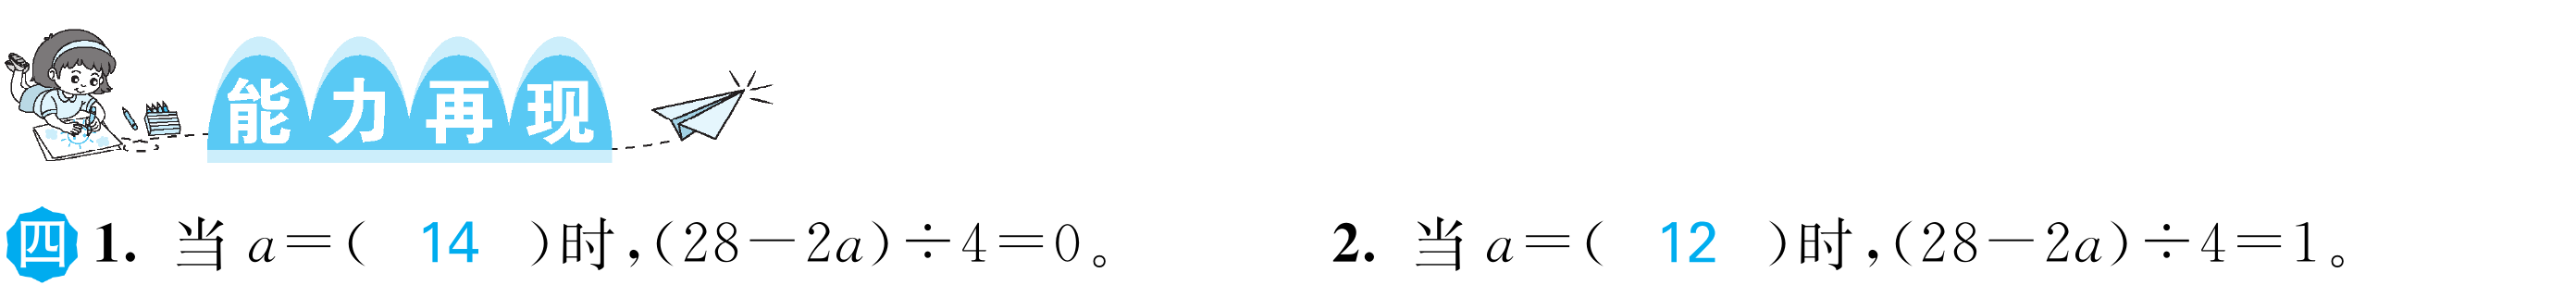 能力再现
四 1. 当 a=( 14 )时,(28-2a)÷4=0。 2. 当 a=( 12 )时,(28-2a)÷4=1。